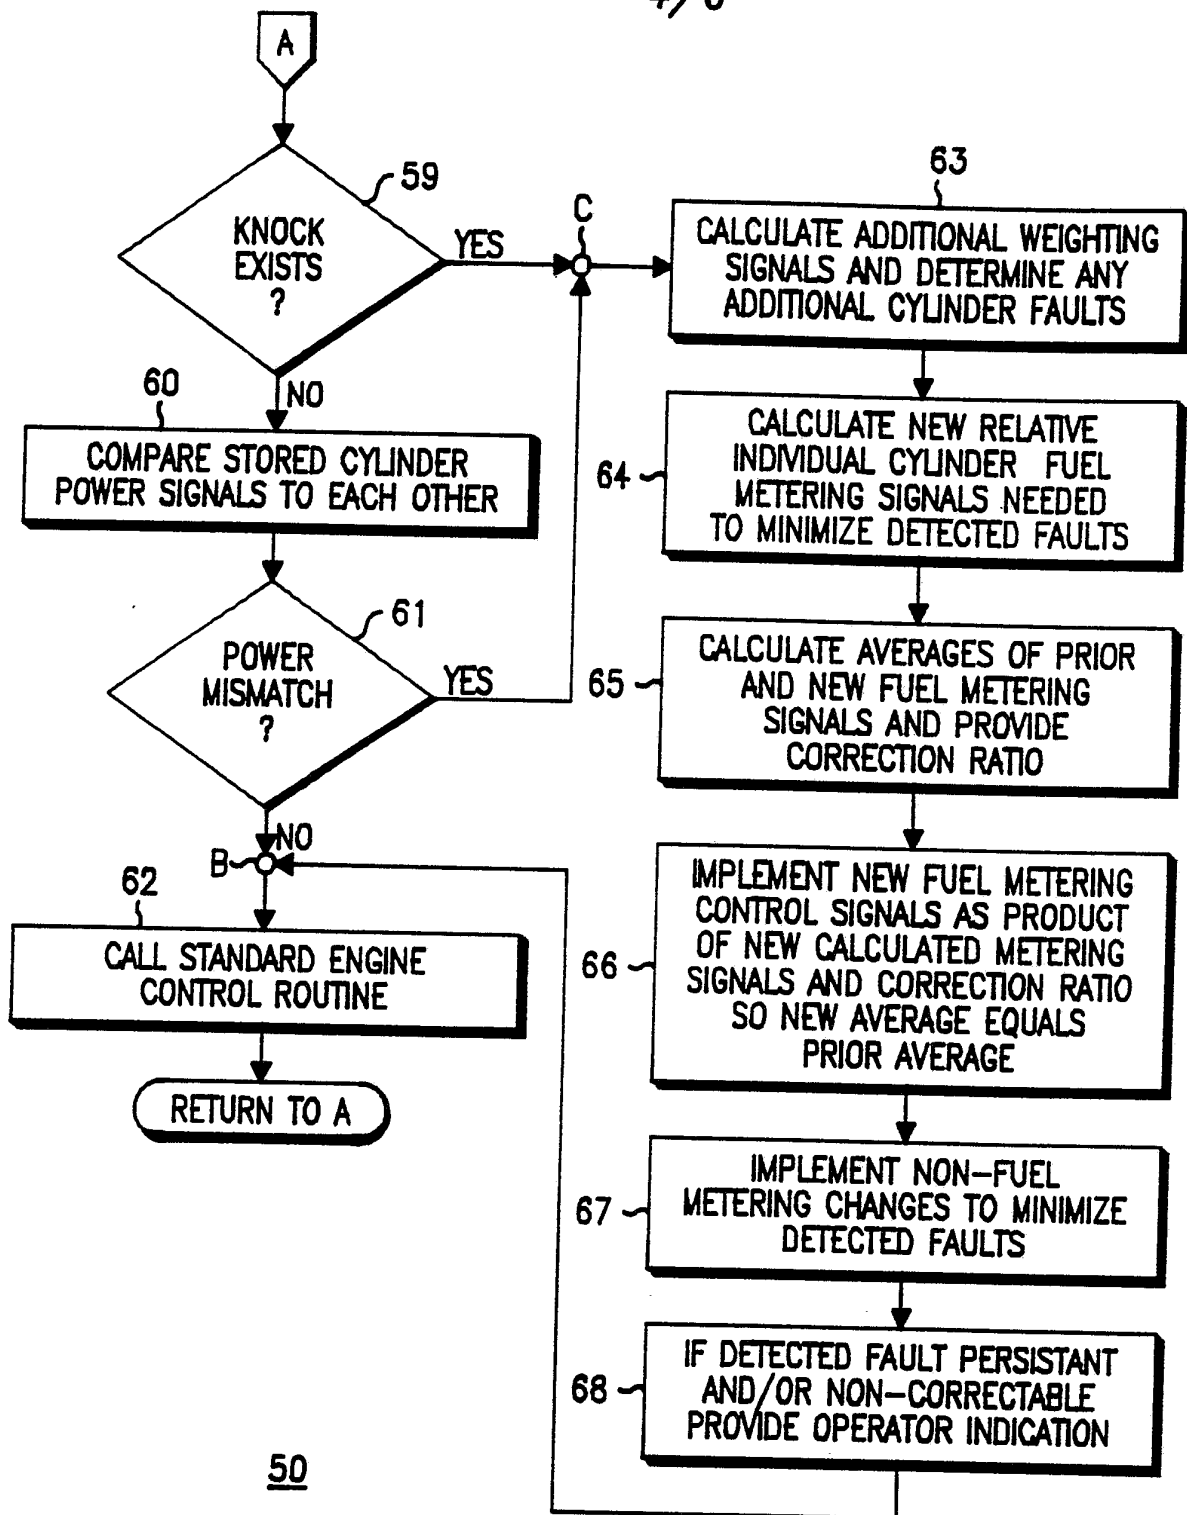 4/6
A
59
KNOCK
EXISTS
?
YES
C
NO
60
COMPARE STORED CYLINDER
POWER SIGNALS TO EACH OTHER
61
POWER
MISMATCH
?
YES
NO
B
62
CALL STANDARD ENGINE
CONTROL ROUTINE
RETURN TO A
63
CALCULATE ADDITIONAL WEIGHTING
SIGNALS AND DETERMINE ANY
ADDITIONAL CYLINDER FAULTS
64
CALCULATE NEW RELATIVE
INDIVIDUAL CYLINDER FUEL
METERING SIGNALS NEEDED
TO MINIMIZE DETECTED FAULTS
65
CALCULATE AVERAGES OF PRIOR
AND NEW FUEL METERING
SIGNALS AND PROVIDE
CORRECTION RATIO
66
IMPLEMENT NEW FUEL METERING
CONTROL SIGNALS AS PRODUCT
OF NEW CALCULATED METERING
SIGNALS AND CORRECTION RATIO
SO NEW AVERAGE EQUALS
PRIOR AVERAGE
67
IMPLEMENT NON-FUEL
METERING CHANGES TO MINIMIZE
DETECTED FAULTS
68
IF DETECTED FAULT PERSISTANT
AND/OR NON-CORRECTABLE
PROVIDE OPERATOR INDICATION
50